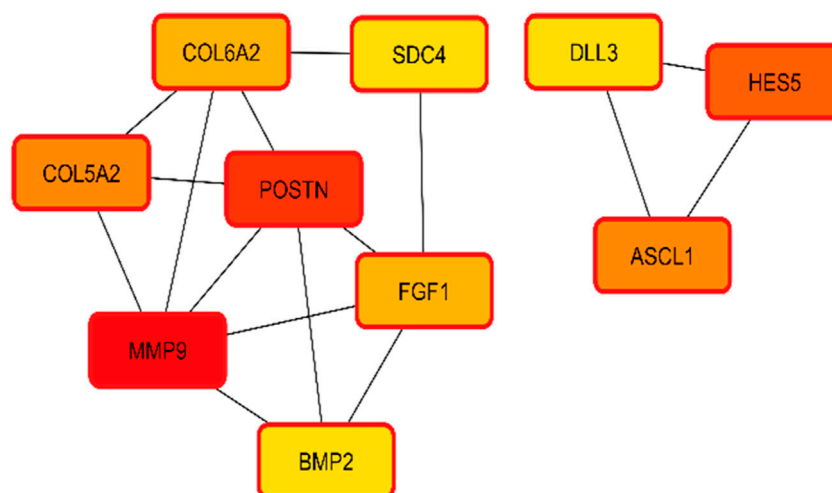 COL6A2
SDC4
DLL3
HES5
COL5A2
POSTN
ASCL1
FGF1
MMP9
BMP2